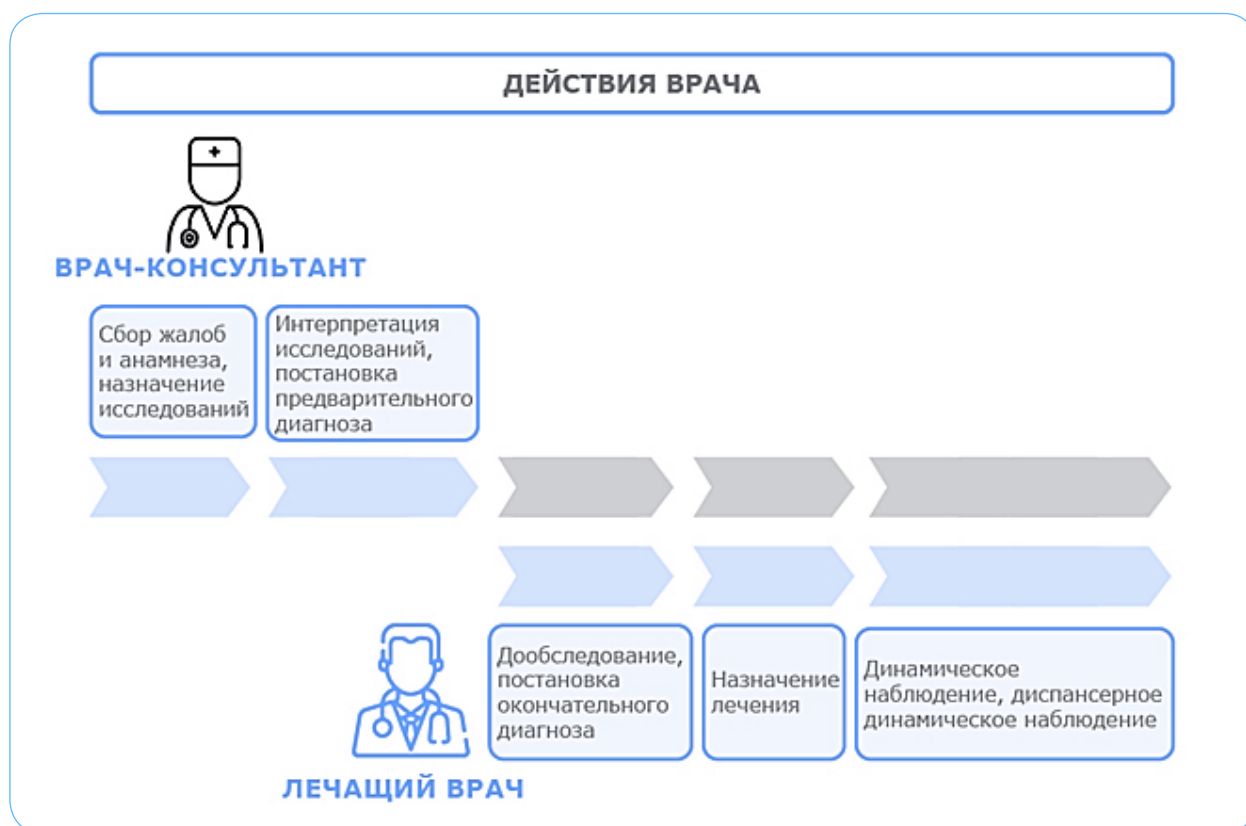 ДЕЙСТВИЯ ВРАЧА
ВРАЧ-КОНСУЛЬТАНТ
Сбор жалоб
и анамнеза,
назначение
исследований
Интерпретация
исследований,
постановка
предварительного
диагноза
Дообследование,
постановка
окончательного
диагноза
Назначение
лечения
Динамическое
наблюдение, диспансерное
динамическое наблюдение
ЛЕЧАЩИЙ ВРАЧ